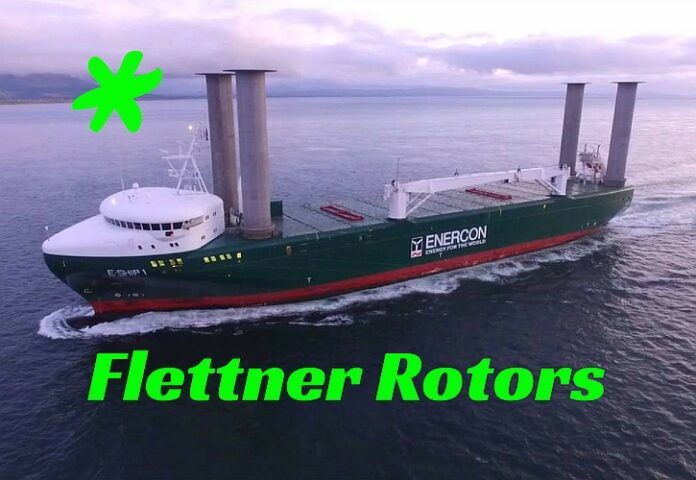 ENERCON
ENERGY FOR THE WORLD
E-SHIP 1
Flettner Rotors